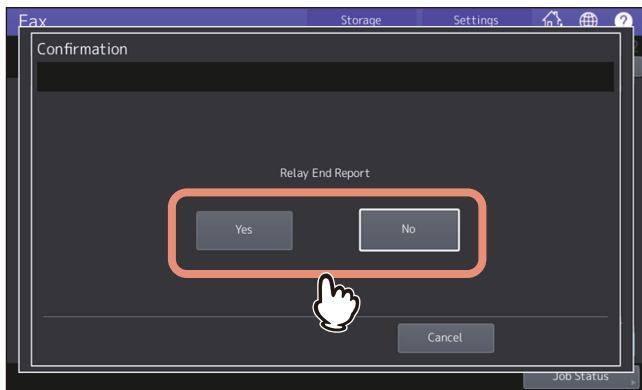 Fax
Storage
Settings
?
Confirmation
Relay End Report
Yes
No
Cancel
Job Status